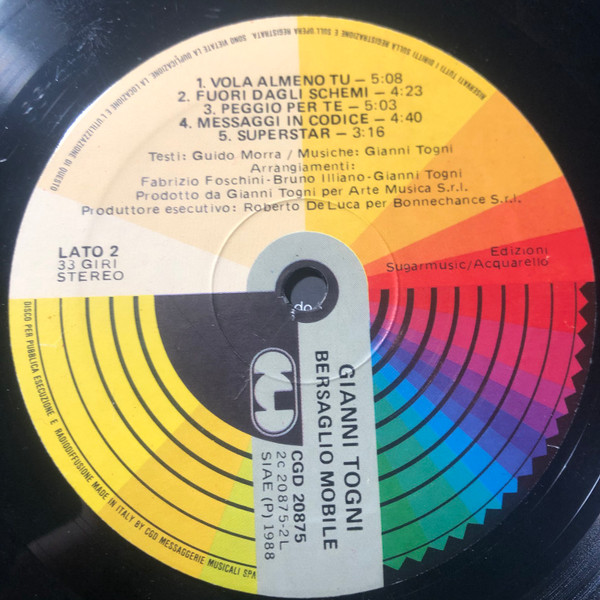 1. VOLA ALMENO TU – 5:08
2. FUORI DAGLI SCHEMI – 4:23
3. PEGGIO PER TE – 5:03
4. MESSAGGI IN CODICE – 4:40
5. SUPERSTAR – 3:16
Testi: Guido Morra / Musiche: Gianni Togni
Arrangiamenti:
Fabrizio Foschini-Bruno Illiano-Gianni Togni
Prodotto da Gianni Togni per Arte Musica S.r.l.
Produttore esecutivo: Roberto De Luca per Bonnechance S.r.l.
LATO 2
33 GIRI
STEREO
Edizioni
Sugarmusic/Acquarello
GIANNI TOGNI
BERSAGLIO MOBILE
CGD 20875
2c 20875-2L
SIAE (P) 1988
do
DISCO PER PUBBLICA ESECUZIONE E RADIODIFFUSIONE MADE IN ITALY BY CGD MESSAGGERIE MUSICALI SPA
RISERVATI TUTTI I DIRITTI SULLA REGISTRAZIONE E SULL'OPERA REGISTRATA. SONO VIETATE LA DUPLICAZIONE, LA LOCAZIONE E L'UTILIZZAZIONE DI QUESTO